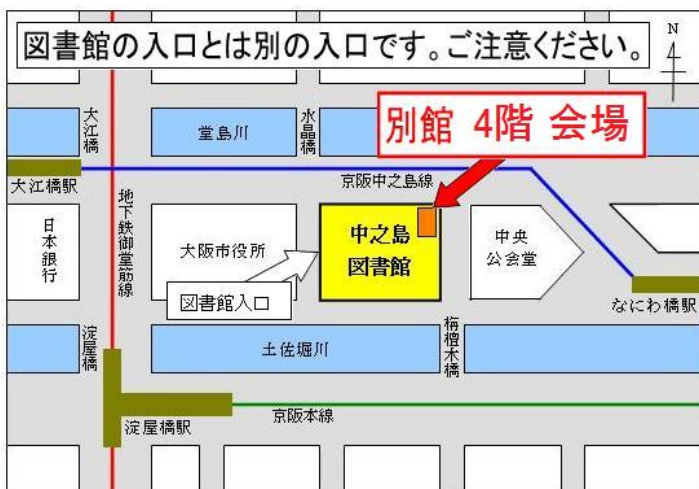 図書館の入口とは別の入口です。ご注意ください。
N
大江橋
堂島川
水晶橋
別館 4階 会場
大江橋駅
京阪中之島線
地下鉄御堂筋線
日本銀行
大阪市役所
中之島
図書館
中央
公会堂
図書館入口
なにわ橋駅
淀屋橋
土佐堀川
栴檀木橋
淀屋橋駅
京阪本線